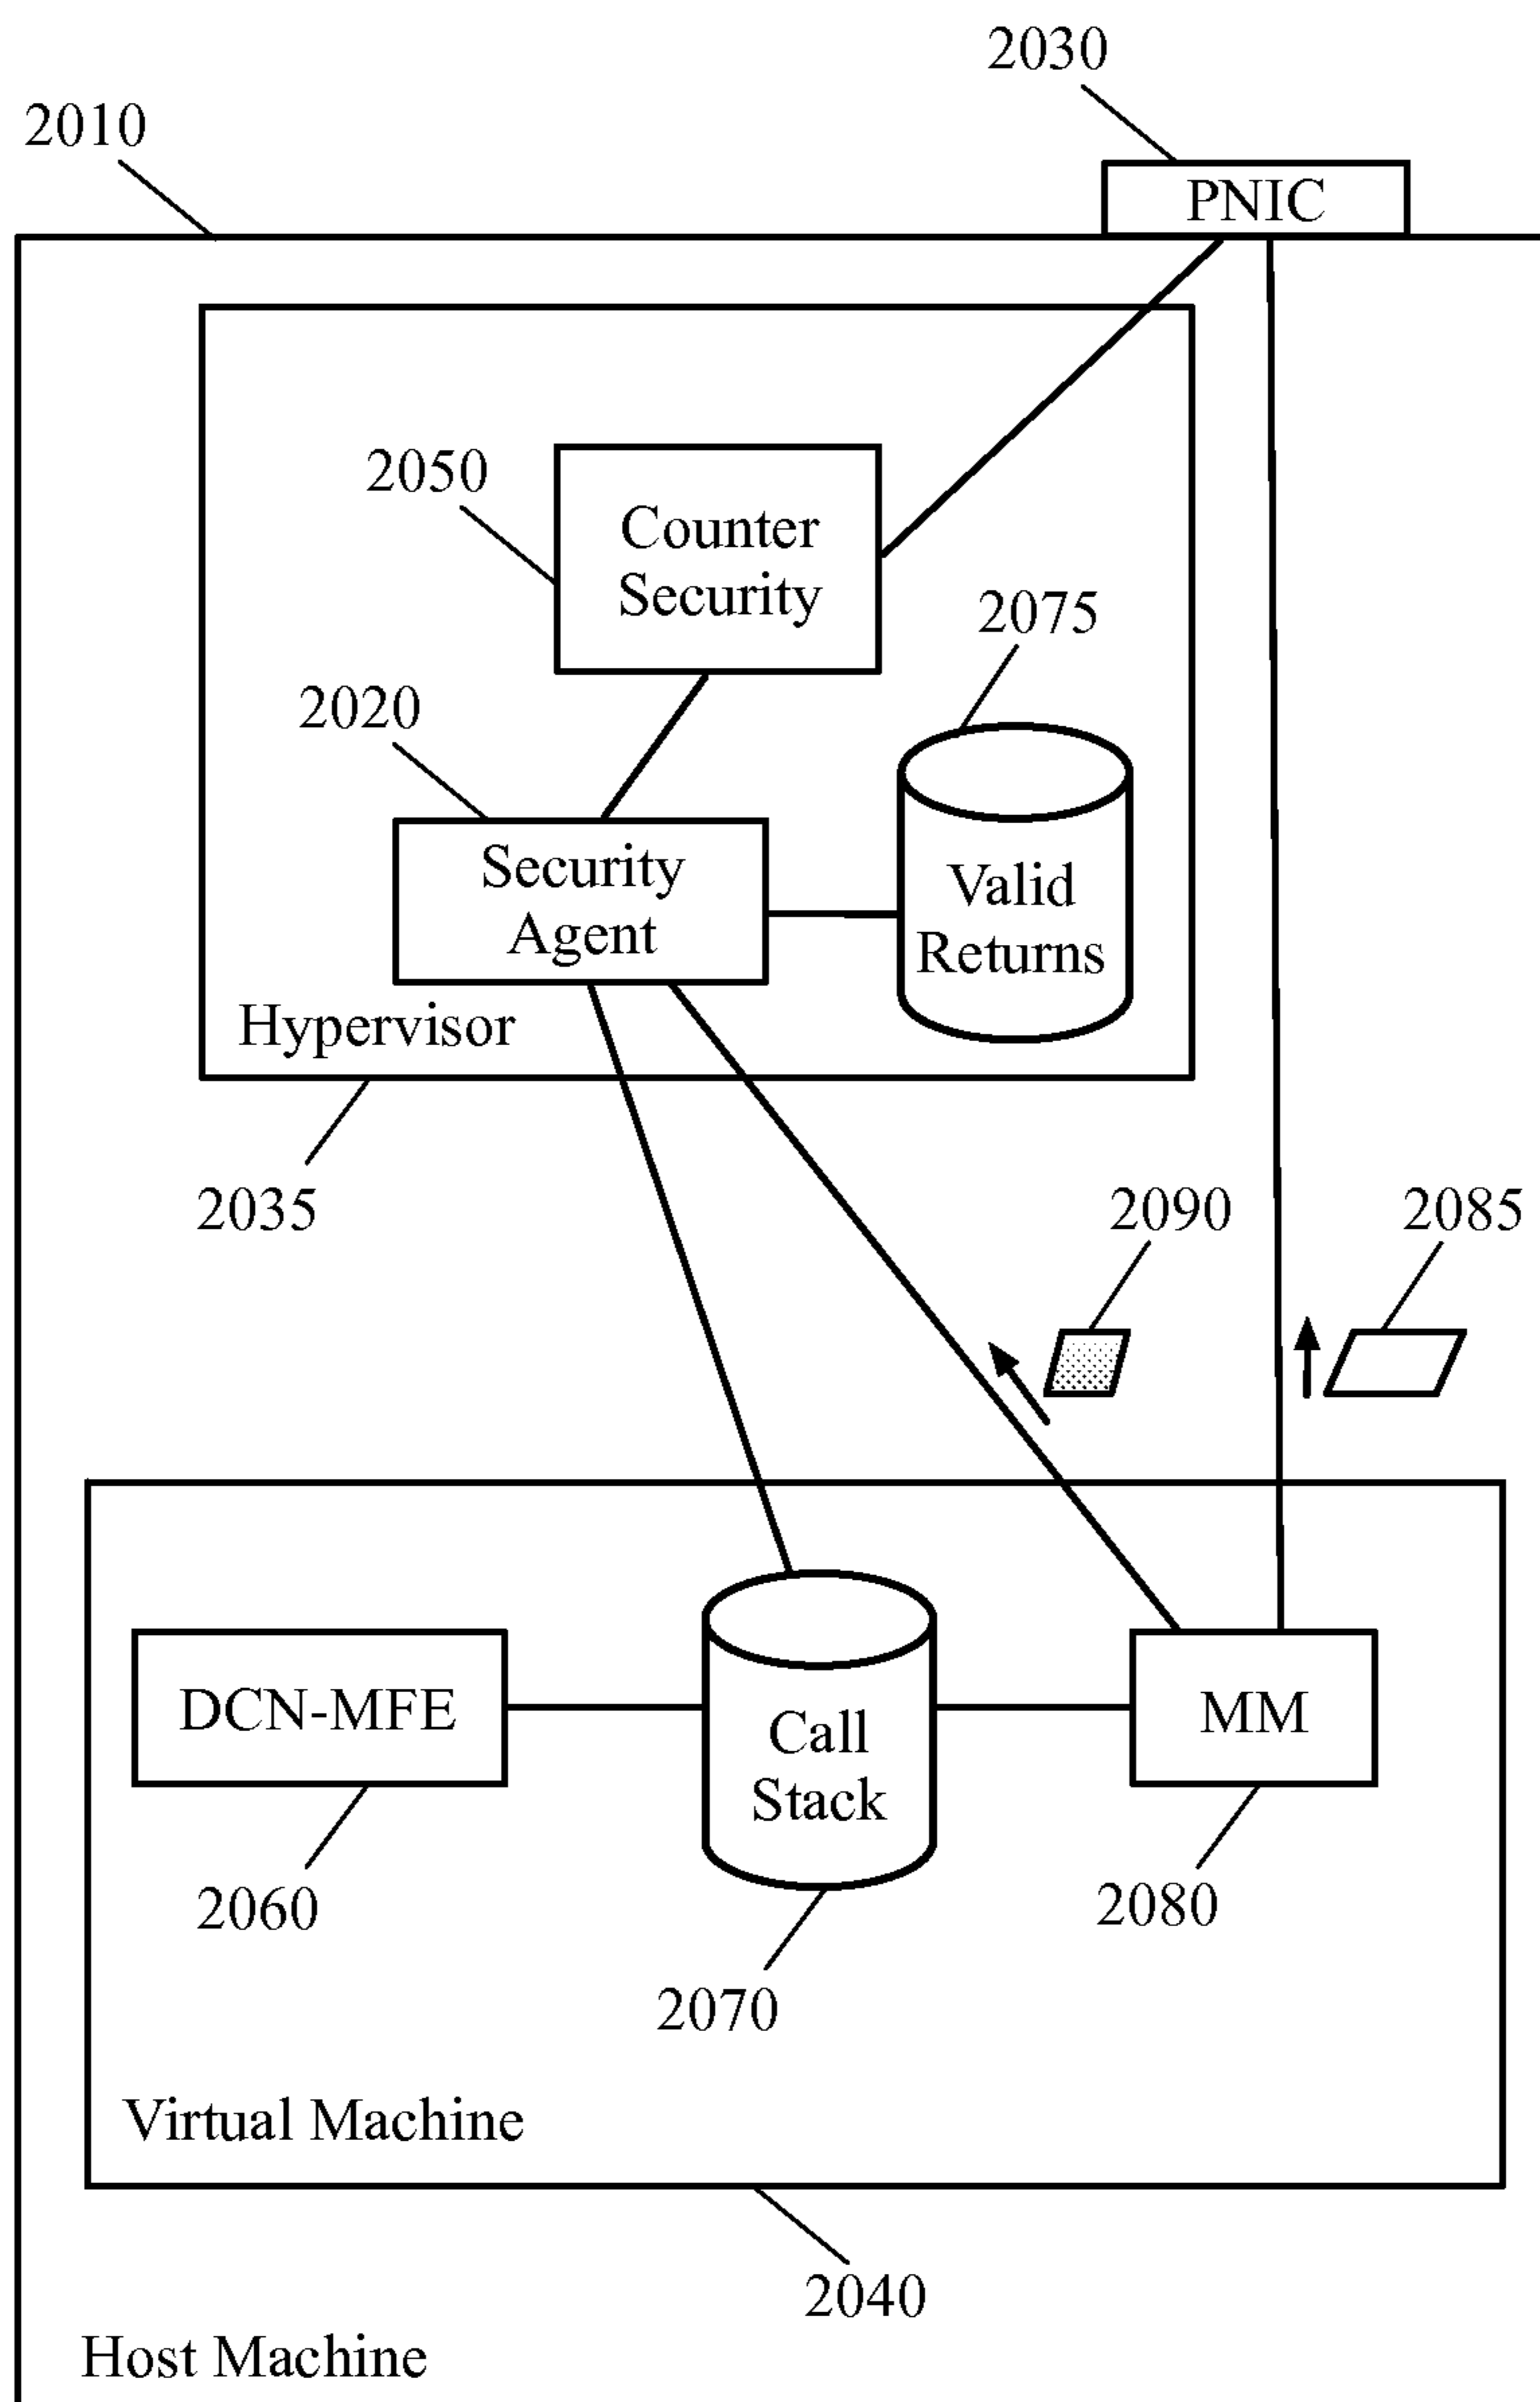 2030
2010
PNIC
2050
Counter
Security
2075
2020
Security
Agent
Valid
Returns
Hypervisor
2035
2090
2085
DCN-MFE
Call
Stack
MM
2060
2080
2070
Virtual Machine
2040
Host Machine